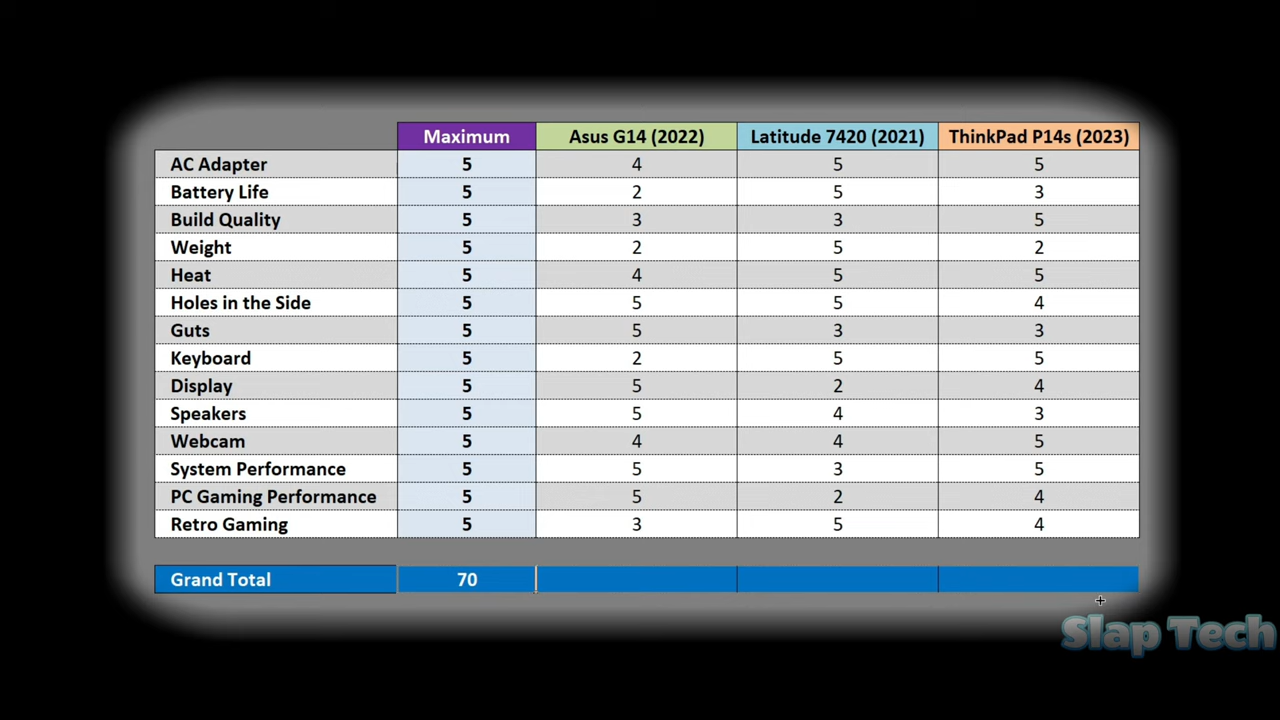 Maximum Asus G14 (2022) Latitude 7420 (2021) ThinkPad P14s (2023)
AC Adapter 5 4 5 5
Battery Life 5 2 5 3
Build Quality 5 3 3 5
Weight 5 2 5 2
Heat 5 4 5 5
Holes in the Side 5 5 5 4
Guts 5 5 3 3
Keyboard 5 2 5 5
Display 5 5 2 4
Speakers 5 5 4 3
Webcam 5 4 4 5
System Performance 5 5 3 5
PC Gaming Performance 5 5 2 4
Retro Gaming 5 3 5 4
Grand Total 70
Slap Tech